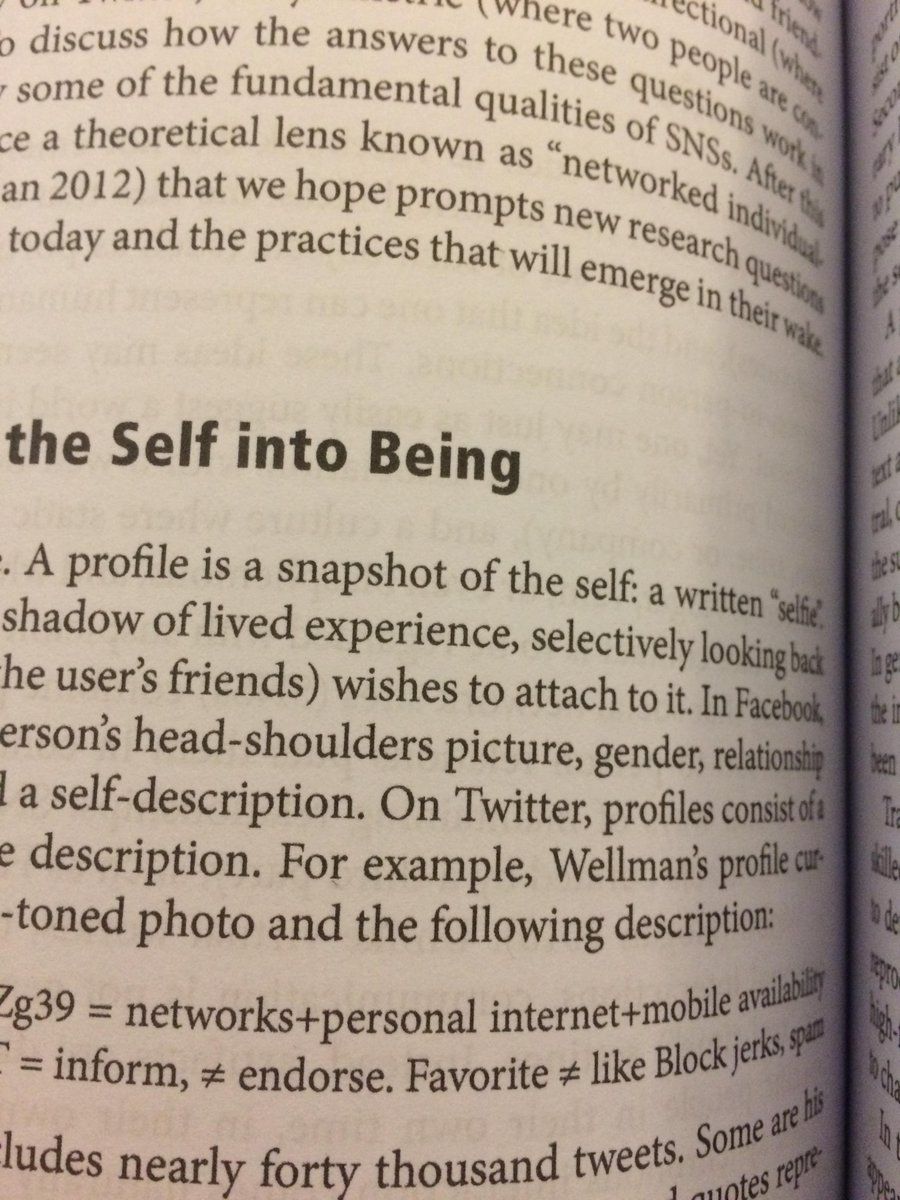 (where two people are con-
o discuss how the answers to these questions work in
some of the fundamental qualities of SNSs. After this
ce a theoretical lens known as “networked individual-
an 2012) that we hope prompts new research questions
today and the practices that will emerge in their wake.
the Self into Being
. A profile is a snapshot of the self: a written “selfie”.
shadow of lived experience, selectively looking back
he user’s friends) wishes to attach to it. In Facebook,
erson’s head-shoulders picture, gender, relationship
d a self-description. On Twitter, profiles consist of a
e description. For example, Wellman’s profile cur-
-toned photo and the following description:
Zg39 = networks+personal internet+mobile availability
T = inform, ≠ endorse. Favorite ≠ like Block jerks, spam
cludes nearly forty thousand tweets. Some are his
quotes repre-